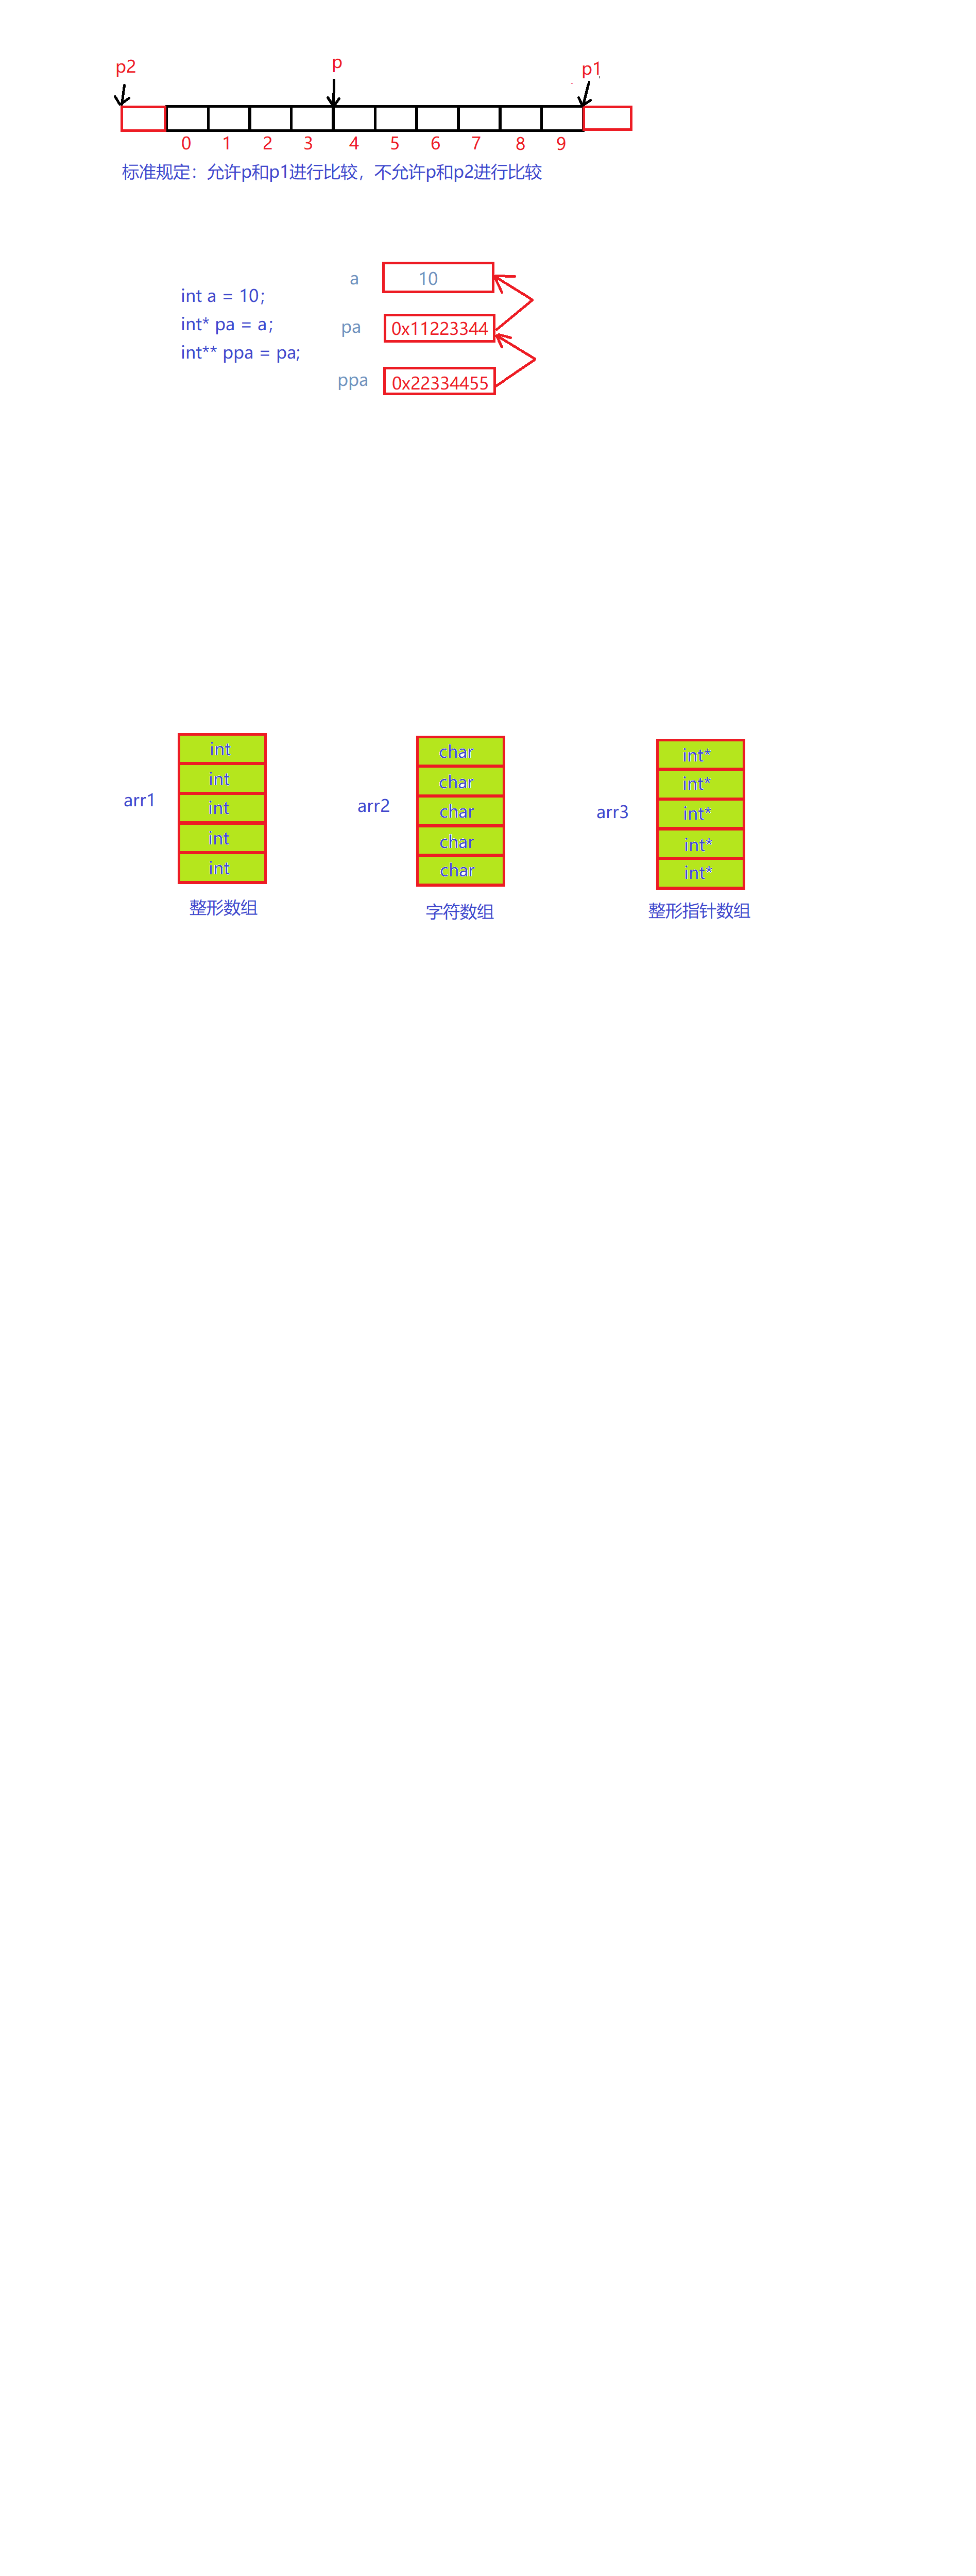 p2 p p1
0 1 2 3 4 5 6 7 8 9
标准规定：允许p和p1进行比较，不允许p和p2进行比较
a 10
int a = 10;
int* pa = a;
pa 0x11223344
int** ppa = pa;
ppa 0x22334455
int char int*
int char int*
arr1 arr2 arr3
int char int*
int char int*
int char int*
整形数组 字符数组 整形指针数组